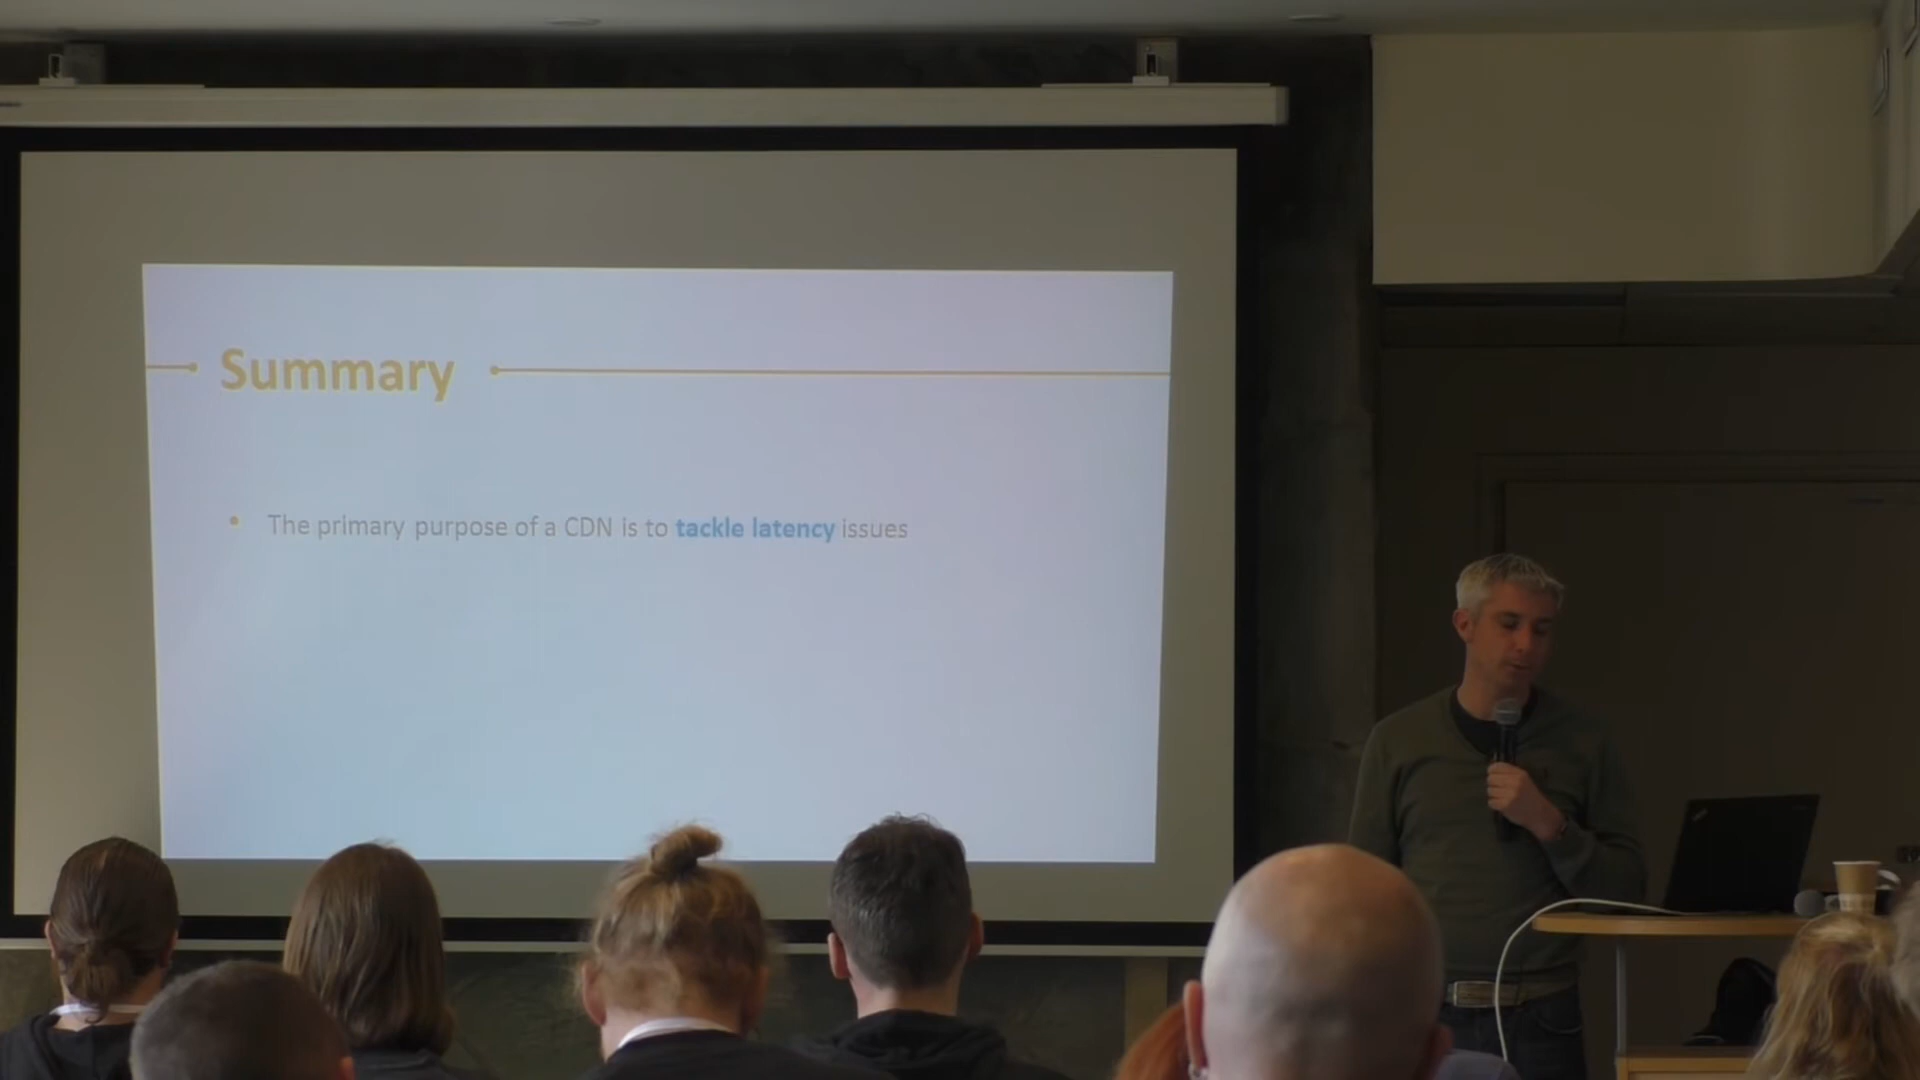 Summary
• The primary purpose of a CDN is to tackle latency issues